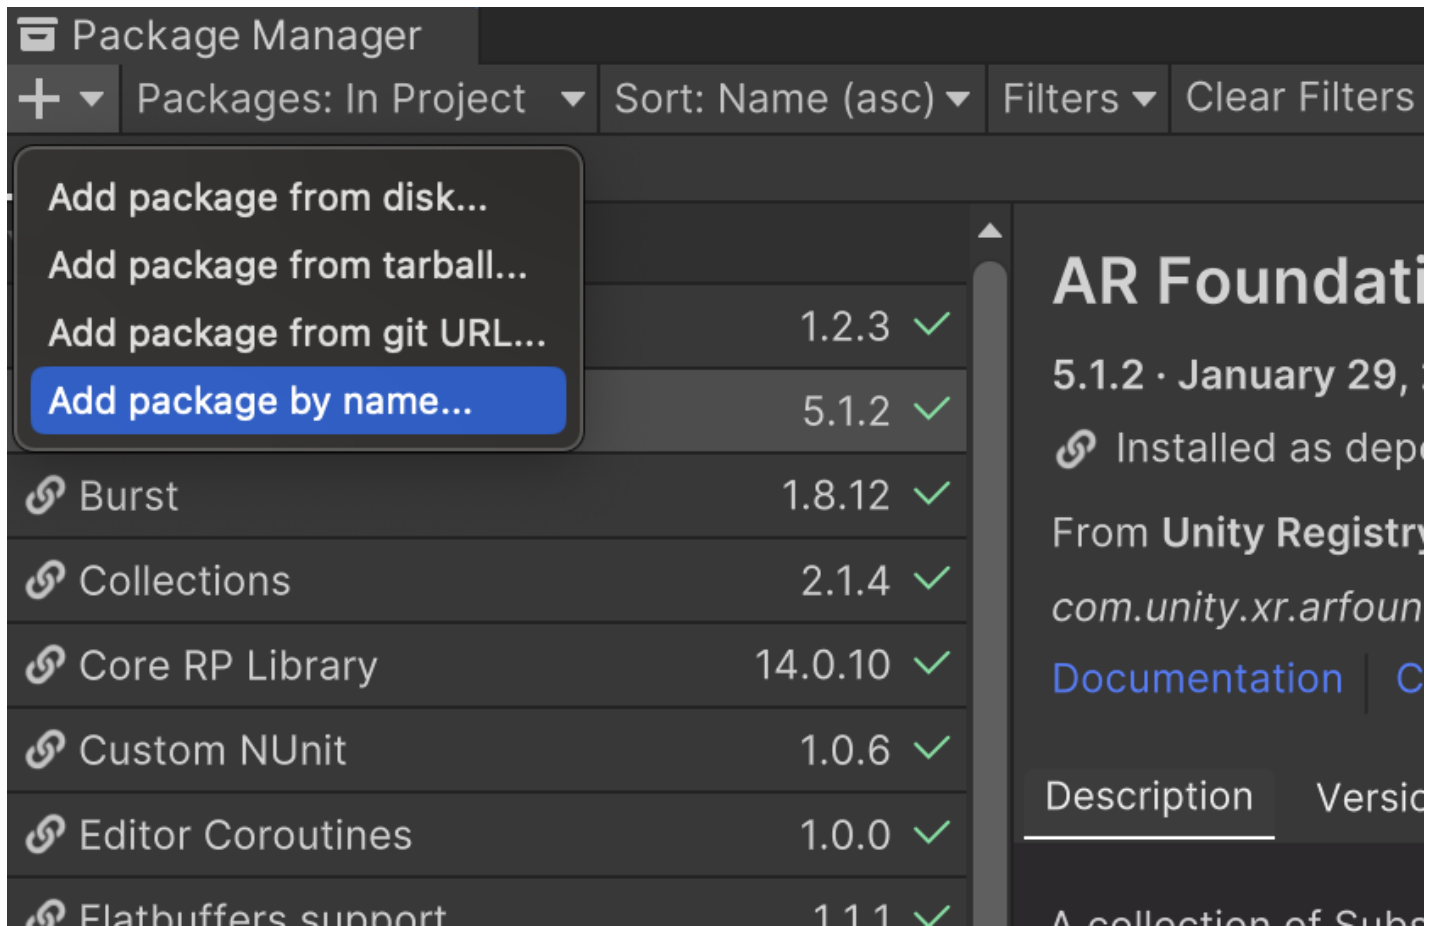 Package Manager
Packages: In Project Sort: Name (asc) Filters Clear Filters
Add package from disk...
Add package from tarball...
Add package from git URL...
Add package by name...
1.2.3
5.1.2
Burst 1.8.12
Collections 2.1.4
Core RP Library 14.0.10
Custom NUnit 1.0.6
Editor Coroutines 1.0.0
Flatbuffers support 1.1.1
AR Foundati
5.1.2 · January 29,
Installed as dep
From Unity Registry
com.unity.xr.arfoun
Documentation C
Description Versio
A collection of Subs